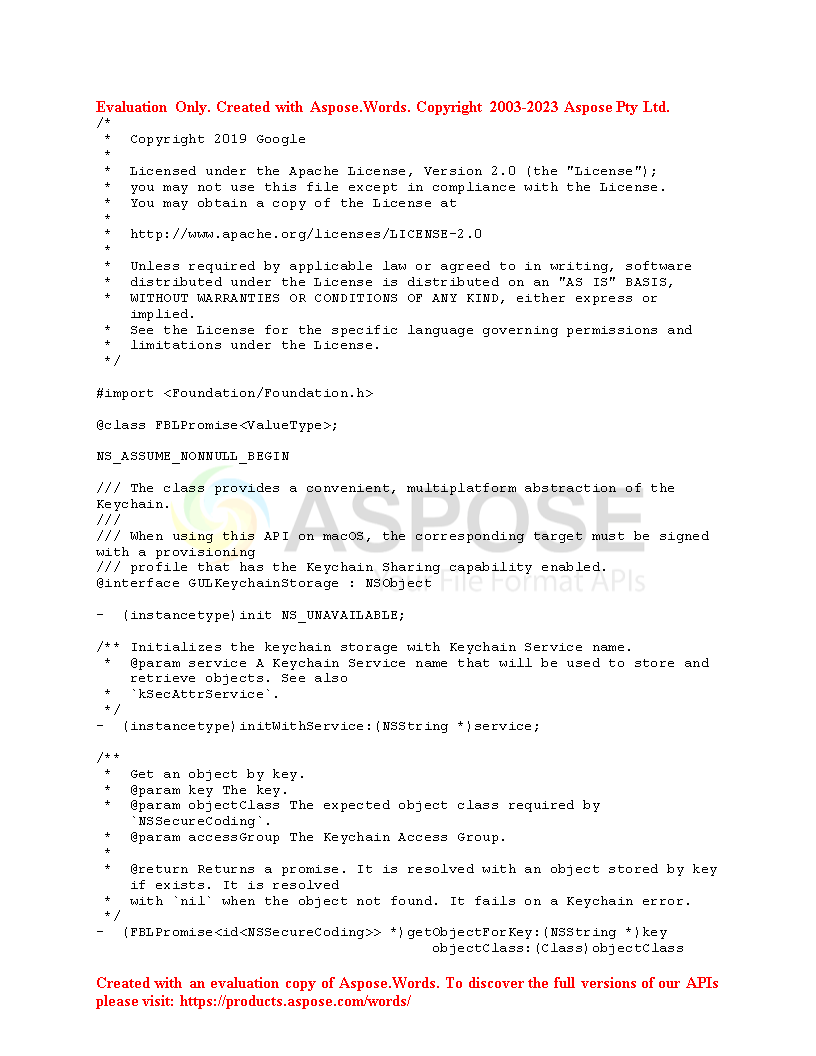 Evaluation Only. Created with Aspose.Words. Copyright 2003-2023 Aspose Pty Ltd.
/*
 *  Copyright 2019 Google
 *
 *  Licensed under the Apache License, Version 2.0 (the "License");
 *  you may not use this file except in compliance with the License.
 *  You may obtain a copy of the License at
 *
 *  http://www.apache.org/licenses/LICENSE-2.0
 *
 *  Unless required by applicable law or agreed to in writing, software
 *  distributed under the License is distributed on an "AS IS" BASIS,
 *  WITHOUT WARRANTIES OR CONDITIONS OF ANY KIND, either express or
    implied.
 *  See the License for the specific language governing permissions and
 *  limitations under the License.
 */

#import <Foundation/Foundation.h>

@class FBLPromise<ValueType>;

NS_ASSUME_NONNULL_BEGIN

/// The class provides a convenient, multiplatform abstraction of the
Keychain.
///
ASPOSE
/// When using this API on macOS, the corresponding target must be signed
with a provisioning
/// profile that has the Keychain Sharing capability enabled.
@interface GULKeychainStorage : NSObject
File Format APIs

-  (instancetype)init NS_UNAVAILABLE;

/** Initializes the keychain storage with Keychain Service name.
 *  @param service A Keychain Service name that will be used to store and
    retrieve objects. See also
 *  `kSecAttrService`.
 */
-  (instancetype)initWithService:(NSString *)service;

/**
 *  Get an object by key.
 *  @param key The key.
 *  @param objectClass The expected object class required by
    `NSSecureCoding`.
 *  @param accessGroup The Keychain Access Group.
 *
 *  @return Returns a promise. It is resolved with an object stored by key
    if exists. It is resolved
 *  with `nil` when the object not found. It fails on a Keychain error.
 */
-  (FBLPromise<id<NSSecureCoding>> *)getObjectForKey:(NSString *)key
                                        objectClass:(Class)objectClass

Created with an evaluation copy of Aspose.Words. To discover the full versions of our APIs
please visit: https://products.aspose.com/words/